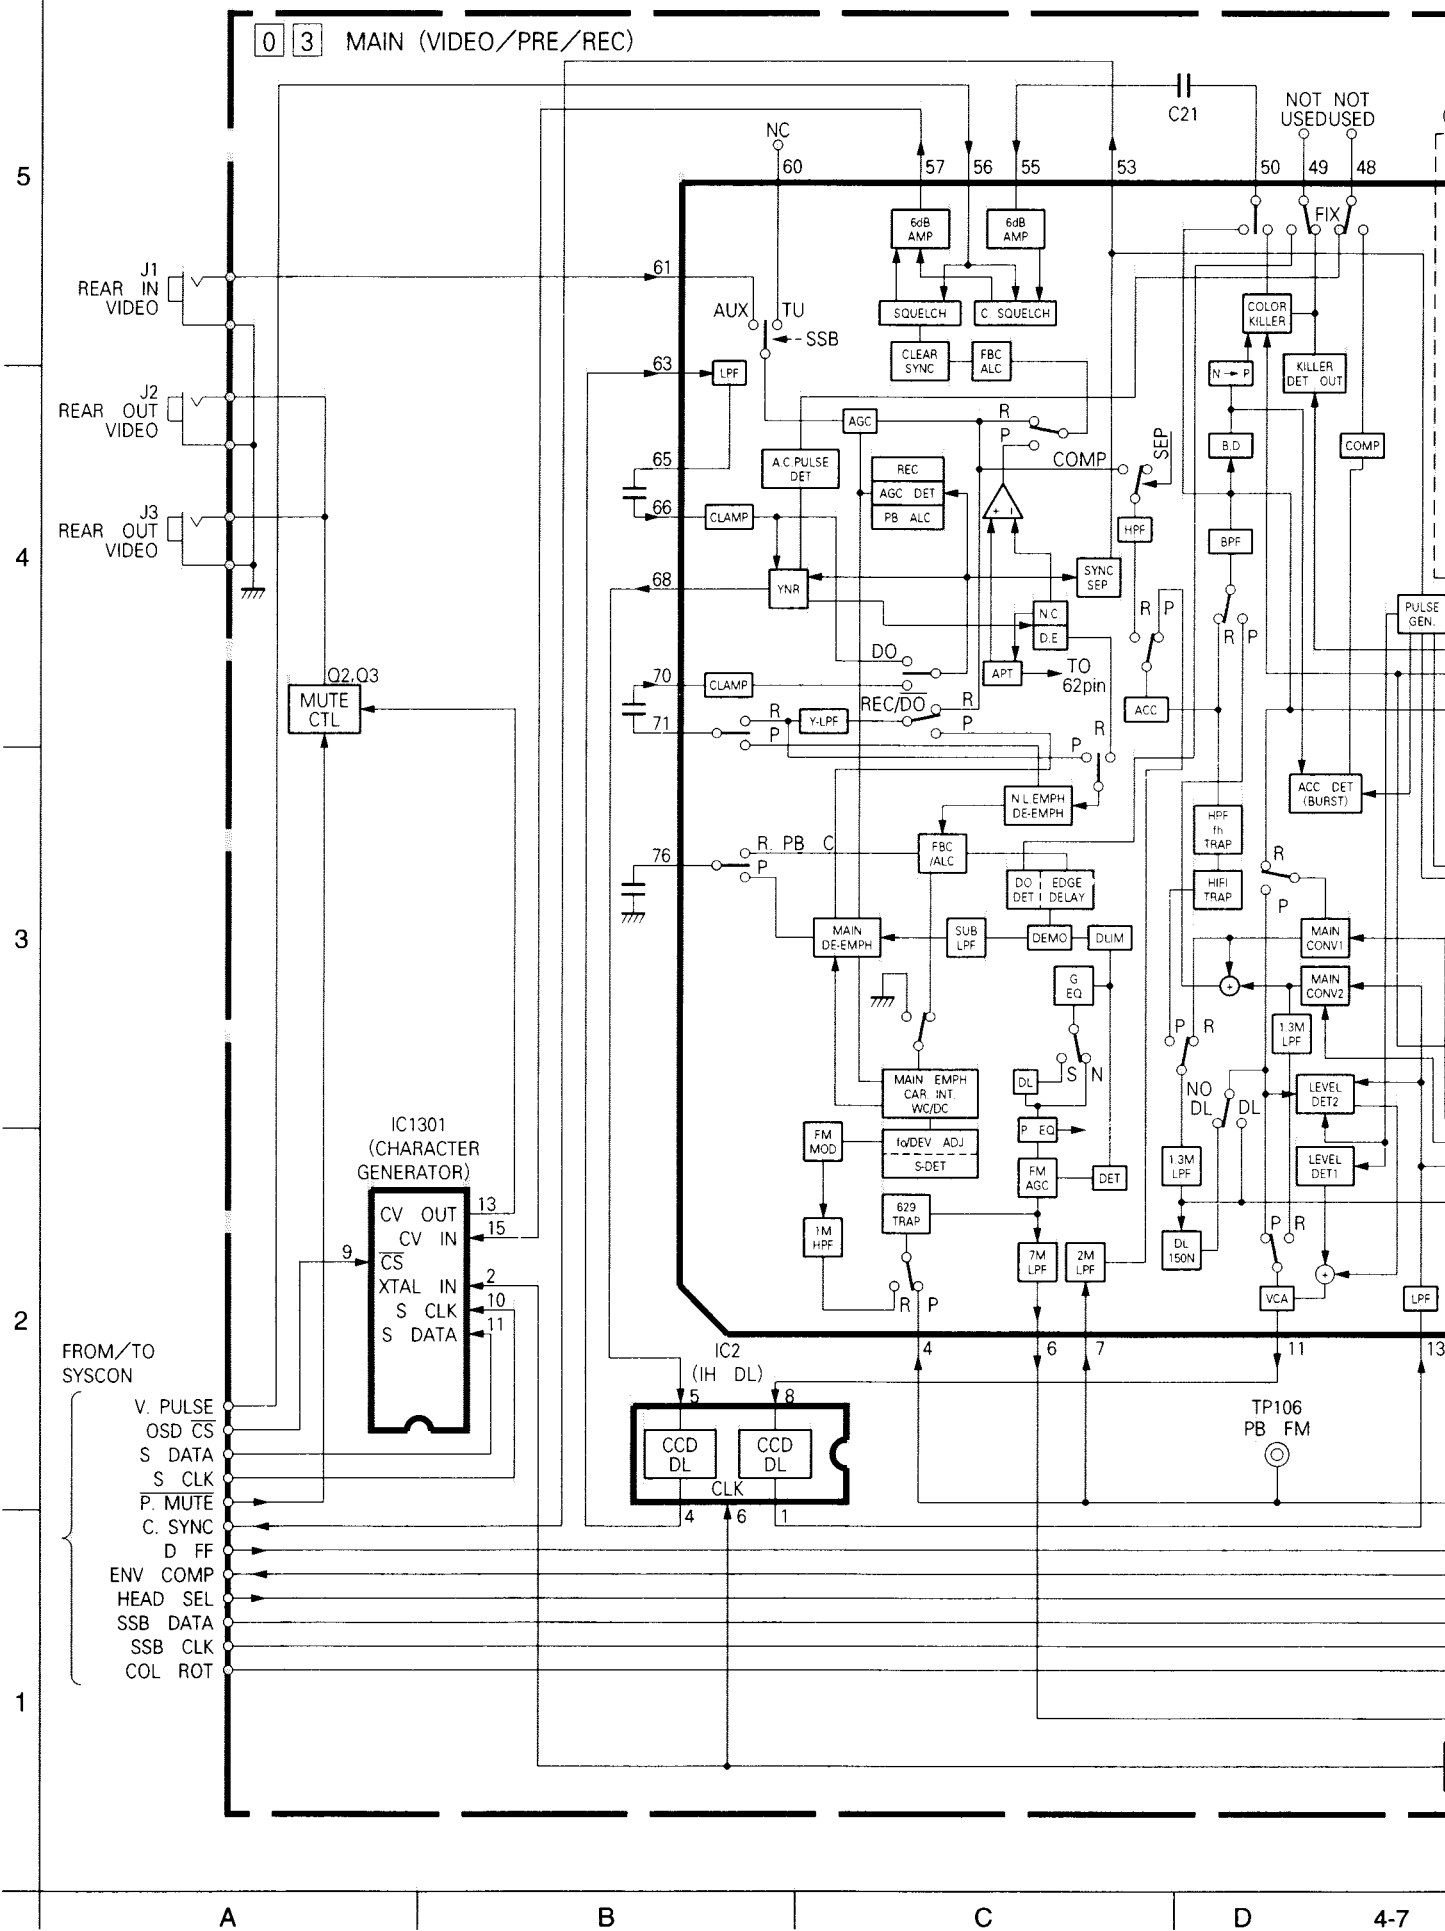 0 3 MAIN (VIDEO/PRE/REC)
NOT NOT
USED USED
C21
NC
5
60
57
56
55
53
50
49
48
6dB
AMP
6dB
AMP
FIX
J1
REAR IN
VIDEO
61
AUX
TU
SSB
SQUELCH
C. SQUELCH
COLOR
KILLER
CLEAR
SYNC
FBC
ALC
63
LPF
N → P
KILLER
DET OUT
J2
REAR OUT
VIDEO
AGC
R
P
SEP
B.D
COMP
65
A.C.PULSE
DET
REC
AGC DET
PB ALC
COMP
+ −
66
CLAMP
HPF
BPF
J3
REAR OUT
VIDEO
4
68
YNR
SYNC
SEP
N.C.
D.E
R P
R P
PULSE
GEN.
DO
APT
TO
62pin
Q2,Q3
MUTE
CTL
70
CLAMP
REC/DO
R
P
ACC
71
R
P
Y-LPF
R
P
N.L.EMPH
DE-EMPH
ACC DET
(BURST)
HPF
fh
TRAP
76
R. PB C
P
FBC
/ALC
R
P
DO
DET
EDGE
DELAY
HIFI
TRAP
3
MAIN
DE-EMPH
SUB
LPF
DEMO
DLIM
MAIN
CONV1
G
EQ
+
MAIN
CONV2
P R
1.3M
LPF
S N
DL
MAIN EMPH
CAR. INT.
WC/DC
NO
DL
DL
LEVEL
DET2
IC1301
(CHARACTER
GENERATOR)
FM
MOD
fo/DEV ADJ
S-DET
P EQ
FM
AGC
DET
1.3M
LPF
LEVEL
DET1
CV OUT
13
CV IN
15
9
CS
XTAL IN
2
S CLK
10
S DATA
11
629
TRAP
1M
HPF
7M
LPF
2M
LPF
DL
150N
P R
+
R P
VCA
LPF
2
IC2
(IH DL)
4
6
7
11
13
FROM/TO
SYSCON
5
8
CCD
DL
CCD
DL
CLK
4
6
1
TP106
PB FM
V. PULSE
OSD CS
S DATA
S CLK
P. MUTE
C. SYNC
D FF
ENV COMP
HEAD SEL
SSB DATA
SSB CLK
COL ROT
1
A
B
C
D
4-7